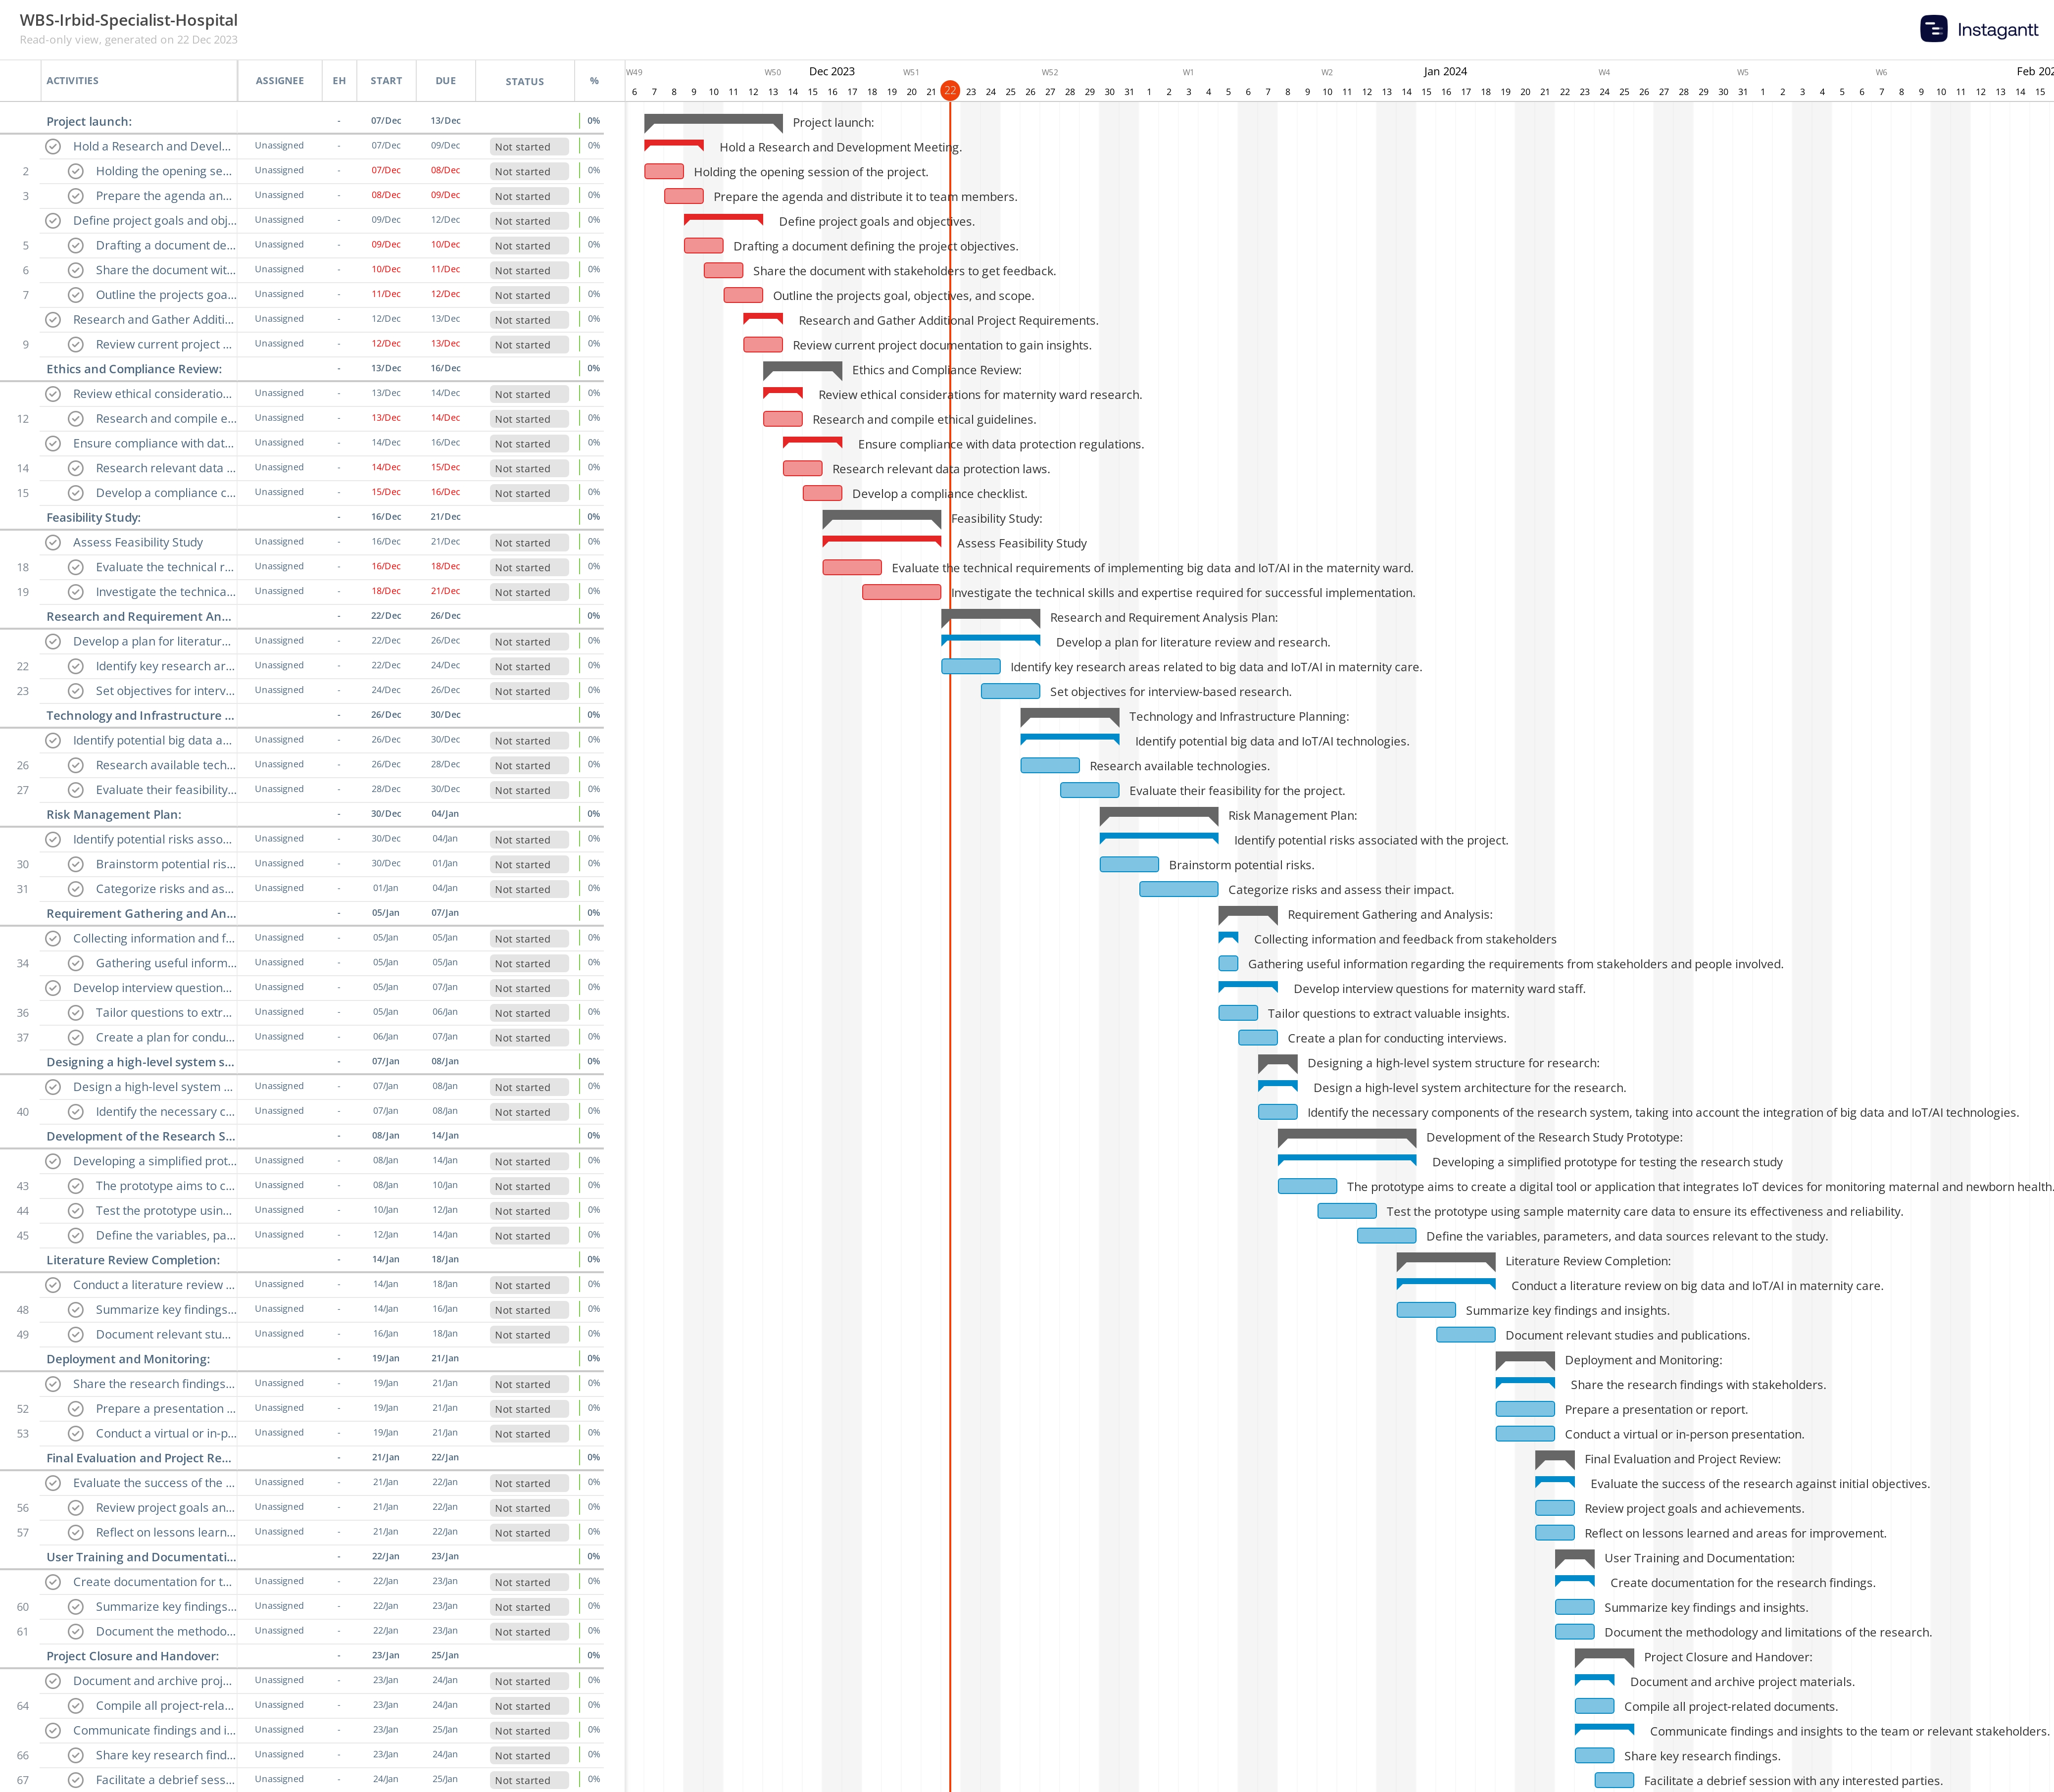 WBS-Irbid-Specialist-Hospital
Read-only view, generated on 22 Dec 2023
Instagantt
ACTIVITIES ASSIGNEE EH START DUE STATUS %
W49 W50 Dec 2023 W51 W52 W1 W2 Jan 2024 W4 W5 W6 Feb 202
6 7 8 9 10 11 12 13 14 15 16 17 18 19 20 21 22 23 24 25 26 27 28 29 30 31 1 2 3 4 5 6 7 8 9 10 11 12 13 14 15 16 17 18 19 20 21 22 23 24 25 26 27 28 29 30 31 1 2 3 4 5 6 7 8 9 10 11 12 13 14 15
Project launch: - 07/Dec 13/Dec 0% Project launch:
Hold a Research and Devel... Unassigned - 07/Dec 09/Dec Not started 0% Hold a Research and Development Meeting.
2 Holding the opening se... Unassigned - 07/Dec 08/Dec Not started 0% Holding the opening session of the project.
3 Prepare the agenda an... Unassigned - 08/Dec 09/Dec Not started 0% Prepare the agenda and distribute it to team members.
Define project goals and obj... Unassigned - 09/Dec 12/Dec Not started 0% Define project goals and objectives.
5 Drafting a document de... Unassigned - 09/Dec 10/Dec Not started 0% Drafting a document defining the project objectives.
6 Share the document wit... Unassigned - 10/Dec 11/Dec Not started 0% Share the document with stakeholders to get feedback.
7 Outline the projects goa... Unassigned - 11/Dec 12/Dec Not started 0% Outline the projects goal, objectives, and scope.
Research and Gather Additi... Unassigned - 12/Dec 13/Dec Not started 0% Research and Gather Additional Project Requirements.
9 Review current project ... Unassigned - 12/Dec 13/Dec Not started 0% Review current project documentation to gain insights.
Ethics and Compliance Review: - 13/Dec 16/Dec 0% Ethics and Compliance Review:
Review ethical consideratio... Unassigned - 13/Dec 14/Dec Not started 0% Review ethical considerations for maternity ward research.
12 Research and compile e... Unassigned - 13/Dec 14/Dec Not started 0% Research and compile ethical guidelines.
Ensure compliance with dat... Unassigned - 14/Dec 16/Dec Not started 0% Ensure compliance with data protection regulations.
14 Research relevant data ... Unassigned - 14/Dec 15/Dec Not started 0% Research relevant data protection laws.
15 Develop a compliance c... Unassigned - 15/Dec 16/Dec Not started 0% Develop a compliance checklist.
Feasibility Study: - 16/Dec 21/Dec 0% Feasibility Study:
Assess Feasibility Study Unassigned - 16/Dec 21/Dec Not started 0% Assess Feasibility Study
18 Evaluate the technical r... Unassigned - 16/Dec 18/Dec Not started 0% Evaluate the technical requirements of implementing big data and IoT/AI in the maternity ward.
19 Investigate the technica... Unassigned - 18/Dec 21/Dec Not started 0% Investigate the technical skills and expertise required for successful implementation.
Research and Requirement An... - 22/Dec 26/Dec 0% Research and Requirement Analysis Plan:
Develop a plan for literatur... Unassigned - 22/Dec 26/Dec Not started 0% Develop a plan for literature review and research.
22 Identify key research ar... Unassigned - 22/Dec 24/Dec Not started 0% Identify key research areas related to big data and IoT/AI in maternity care.
23 Set objectives for interv... Unassigned - 24/Dec 26/Dec Not started 0% Set objectives for interview-based research.
Technology and Infrastructure ... - 26/Dec 30/Dec 0% Technology and Infrastructure Planning:
Identify potential big data a... Unassigned - 26/Dec 30/Dec Not started 0% Identify potential big data and IoT/AI technologies.
26 Research available tech... Unassigned - 26/Dec 28/Dec Not started 0% Research available technologies.
27 Evaluate their feasibility... Unassigned - 28/Dec 30/Dec Not started 0% Evaluate their feasibility for the project.
Risk Management Plan: - 30/Dec 04/Jan 0% Risk Management Plan:
Identify potential risks asso... Unassigned - 30/Dec 04/Jan Not started 0% Identify potential risks associated with the project.
30 Brainstorm potential ris... Unassigned - 30/Dec 01/Jan Not started 0% Brainstorm potential risks.
31 Categorize risks and as... Unassigned - 01/Jan 04/Jan Not started 0% Categorize risks and assess their impact.
Requirement Gathering and An... - 05/Jan 07/Jan 0% Requirement Gathering and Analysis:
Collecting information and f... Unassigned - 05/Jan 05/Jan Not started 0% Collecting information and feedback from stakeholders
34 Gathering useful inform... Unassigned - 05/Jan 05/Jan Not started 0% Gathering useful information regarding the requirements from stakeholders and people involved.
Develop interview question... Unassigned - 05/Jan 07/Jan Not started 0% Develop interview questions for maternity ward staff.
36 Tailor questions to extr... Unassigned - 05/Jan 06/Jan Not started 0% Tailor questions to extract valuable insights.
37 Create a plan for condu... Unassigned - 06/Jan 07/Jan Not started 0% Create a plan for conducting interviews.
Designing a high-level system s... - 07/Jan 08/Jan 0% Designing a high-level system structure for research:
Design a high-level system ... Unassigned - 07/Jan 08/Jan Not started 0% Design a high-level system architecture for the research.
40 Identify the necessary c... Unassigned - 07/Jan 08/Jan Not started 0% Identify the necessary components of the research system, taking into account the integration of big data and IoT/AI technologies.
Development of the Research S... - 08/Jan 14/Jan 0% Development of the Research Study Prototype:
Developing a simplified prot... Unassigned - 08/Jan 14/Jan Not started 0% Developing a simplified prototype for testing the research study
43 The prototype aims to c... Unassigned - 08/Jan 10/Jan Not started 0% The prototype aims to create a digital tool or application that integrates IoT devices for monitoring maternal and newborn health.
44 Test the prototype usin... Unassigned - 10/Jan 12/Jan Not started 0% Test the prototype using sample maternity care data to ensure its effectiveness and reliability.
45 Define the variables, pa... Unassigned - 12/Jan 14/Jan Not started 0% Define the variables, parameters, and data sources relevant to the study.
Literature Review Completion: - 14/Jan 18/Jan 0% Literature Review Completion:
Conduct a literature review ... Unassigned - 14/Jan 18/Jan Not started 0% Conduct a literature review on big data and IoT/AI in maternity care.
48 Summarize key findings... Unassigned - 14/Jan 16/Jan Not started 0% Summarize key findings and insights.
49 Document relevant stu... Unassigned - 16/Jan 18/Jan Not started 0% Document relevant studies and publications.
Deployment and Monitoring: - 19/Jan 21/Jan 0% Deployment and Monitoring:
Share the research findings... Unassigned - 19/Jan 21/Jan Not started 0% Share the research findings with stakeholders.
52 Prepare a presentation ... Unassigned - 19/Jan 21/Jan Not started 0% Prepare a presentation or report.
53 Conduct a virtual or in-p... Unassigned - 19/Jan 21/Jan Not started 0% Conduct a virtual or in-person presentation.
Final Evaluation and Project Re... - 21/Jan 22/Jan 0% Final Evaluation and Project Review:
Evaluate the success of the ... Unassigned - 21/Jan 22/Jan Not started 0% Evaluate the success of the research against initial objectives.
56 Review project goals an... Unassigned - 21/Jan 22/Jan Not started 0% Review project goals and achievements.
57 Reflect on lessons learn... Unassigned - 21/Jan 22/Jan Not started 0% Reflect on lessons learned and areas for improvement.
User Training and Documentati... - 22/Jan 23/Jan 0% User Training and Documentation:
Create documentation for t... Unassigned - 22/Jan 23/Jan Not started 0% Create documentation for the research findings.
60 Summarize key findings... Unassigned - 22/Jan 23/Jan Not started 0% Summarize key findings and insights.
61 Document the methodo... Unassigned - 22/Jan 23/Jan Not started 0% Document the methodology and limitations of the research.
Project Closure and Handover: - 23/Jan 25/Jan 0% Project Closure and Handover:
Document and archive proj... Unassigned - 23/Jan 24/Jan Not started 0% Document and archive project materials.
64 Compile all project-rela... Unassigned - 23/Jan 24/Jan Not started 0% Compile all project-related documents.
Communicate findings and i... Unassigned - 23/Jan 25/Jan Not started 0% Communicate findings and insights to the team or relevant stakeholders.
66 Share key research find... Unassigned - 23/Jan 24/Jan Not started 0% Share key research findings.
67 Facilitate a debrief sess... Unassigned - 24/Jan 25/Jan Not started 0% Facilitate a debrief session with any interested parties.